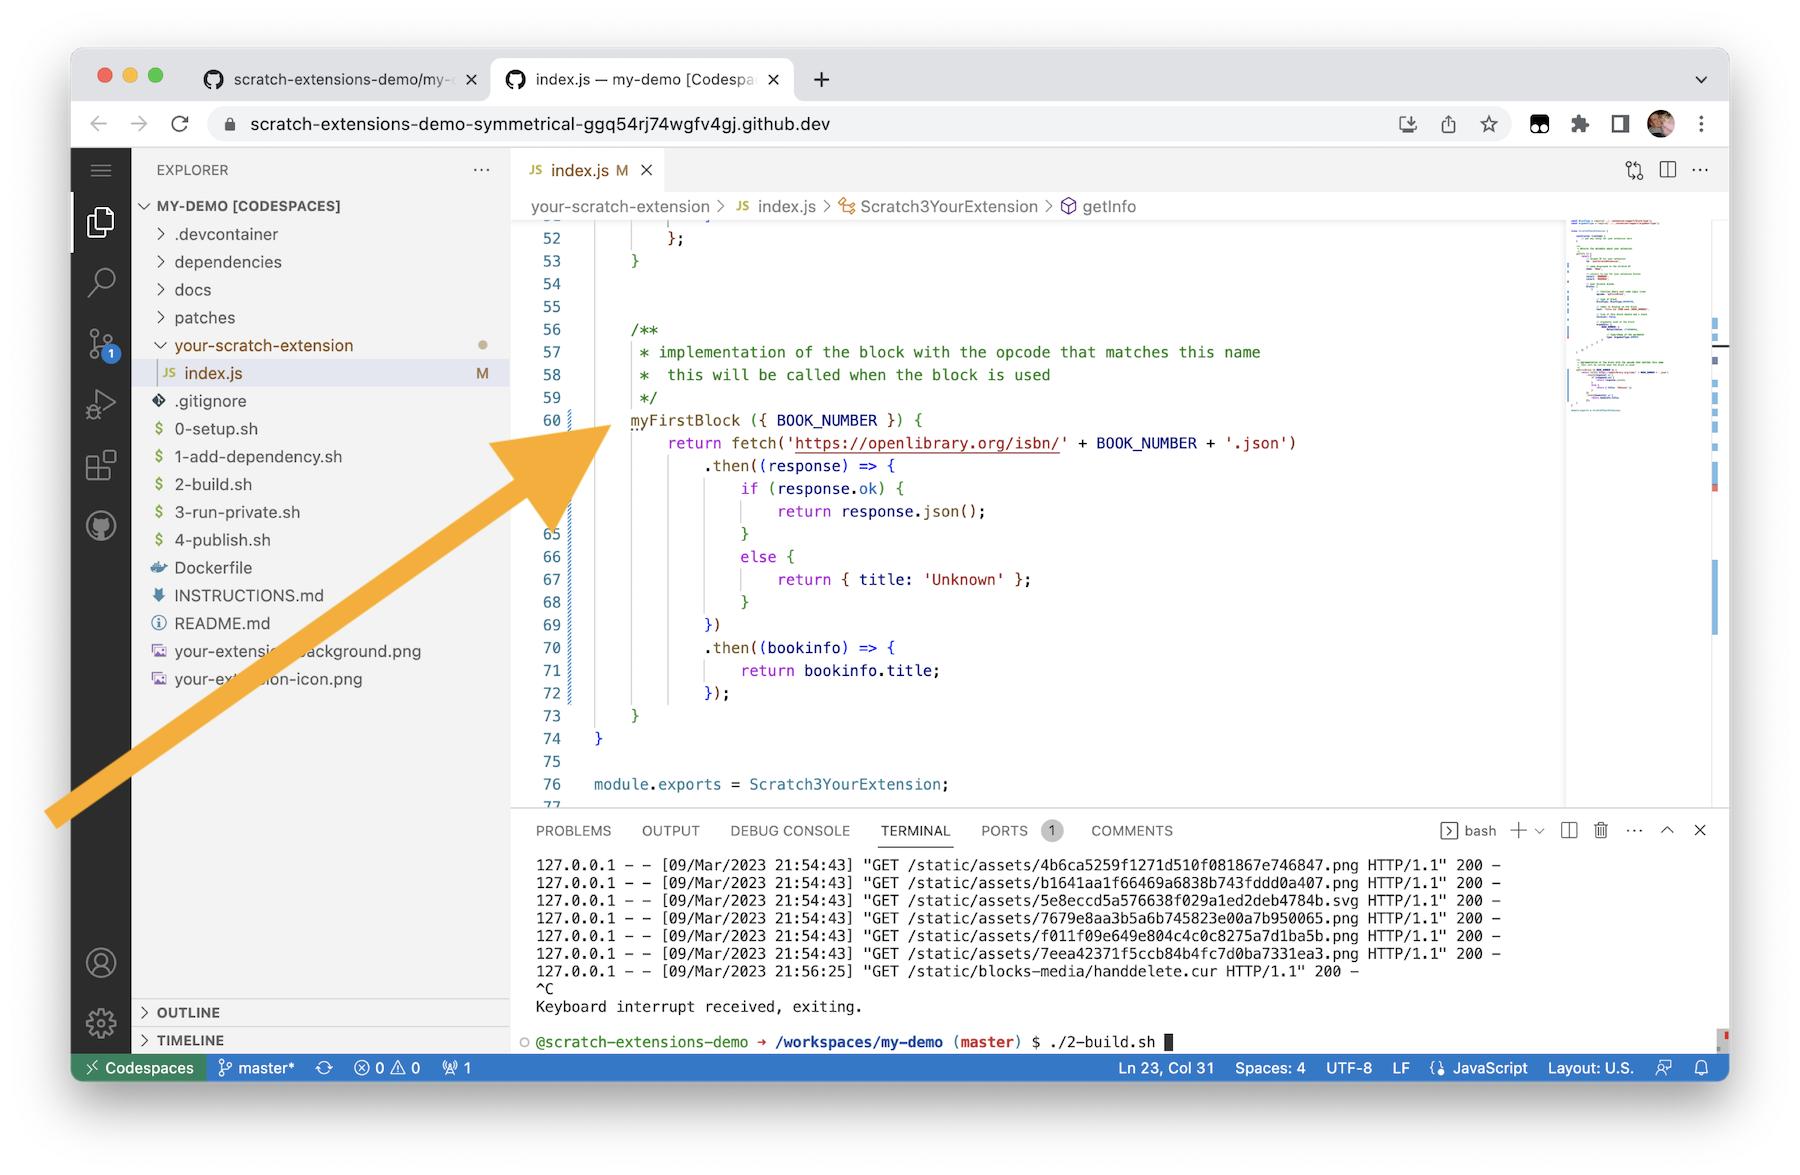 scratch-extensions-demo/my-
index.js — my-demo [Codespa
scratch-extensions-demo-symmetrical-ggq54rj74wgfv4gj.github.dev
EXPLORER
MY-DEMO [CODESPACES]
.devcontainer
dependencies
docs
patches
your-scratch-extension
JS index.js M
.gitignore
$ 0-setup.sh
$ 1-add-dependency.sh
$ 2-build.sh
$ 3-run-private.sh
$ 4-publish.sh
Dockerfile
INSTRUCTIONS.md
README.md
your-extension-background.png
your-extension-icon.png
OUTLINE
TIMELINE
1
JS index.js M
your-scratch-extension > JS index.js > Scratch3YourExtension > getInfo
52 };
53 }
54
55
56 /**
57 * implementation of the block with the opcode that matches this name
58 * this will be called when the block is used
59 */
60 myFirstBlock ({ BOOK_NUMBER }) {
return fetch('https://openlibrary.org/isbn/' + BOOK_NUMBER + '.json')
.then((response) => {
if (response.ok) {
return response.json();
65 }
66 else {
67 return { title: 'Unknown' };
68 }
69 })
70 .then((bookinfo) => {
71 return bookinfo.title;
72 });
73 }
74 }
75
76 module.exports = Scratch3YourExtension;
77
PROBLEMS OUTPUT DEBUG CONSOLE TERMINAL PORTS 1 COMMENTS
bash
127.0.0.1 - - [09/Mar/2023 21:54:43] "GET /static/assets/4b6ca5259f1271d510f081867e746847.png HTTP/1.1" 200 -
127.0.0.1 - - [09/Mar/2023 21:54:43] "GET /static/assets/b1641aa1f66469a6838b743fddd0a407.png HTTP/1.1" 200 -
127.0.0.1 - - [09/Mar/2023 21:54:43] "GET /static/assets/5e8eccd5a576638f029a1ed2deb4784b.svg HTTP/1.1" 200 -
127.0.0.1 - - [09/Mar/2023 21:54:43] "GET /static/assets/7679e8aa3b5a6b745823e00a7b950065.png HTTP/1.1" 200 -
127.0.0.1 - - [09/Mar/2023 21:54:43] "GET /static/assets/f011f09e649e804c4c0c8275a7d1ba5b.png HTTP/1.1" 200 -
127.0.0.1 - - [09/Mar/2023 21:54:43] "GET /static/assets/7eea42371f5ccb84b4fc7d0ba7331ea3.png HTTP/1.1" 200 -
127.0.0.1 - - [09/Mar/2023 21:56:25] "GET /static/blocks-media/handdelete.cur HTTP/1.1" 200 -
^C
Keyboard interrupt received, exiting.
@scratch-extensions-demo → /workspaces/my-demo (master) $ ./2-build.sh
Codespaces master* 0 0 1 Ln 23, Col 31 Spaces: 4 UTF-8 LF JavaScript Layout: U.S.